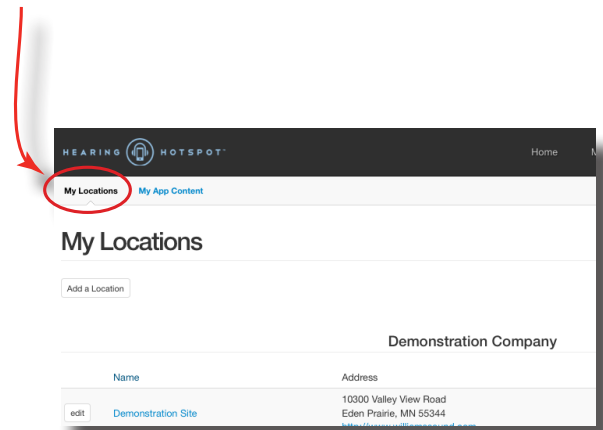 HEARING HOTSPOT
Home
My Locations My App Content
My Locations
Add a Location
Demonstration Company
Name Address
10300 Valley View Road
edit Demonstration Site Eden Prairie, MN 55344